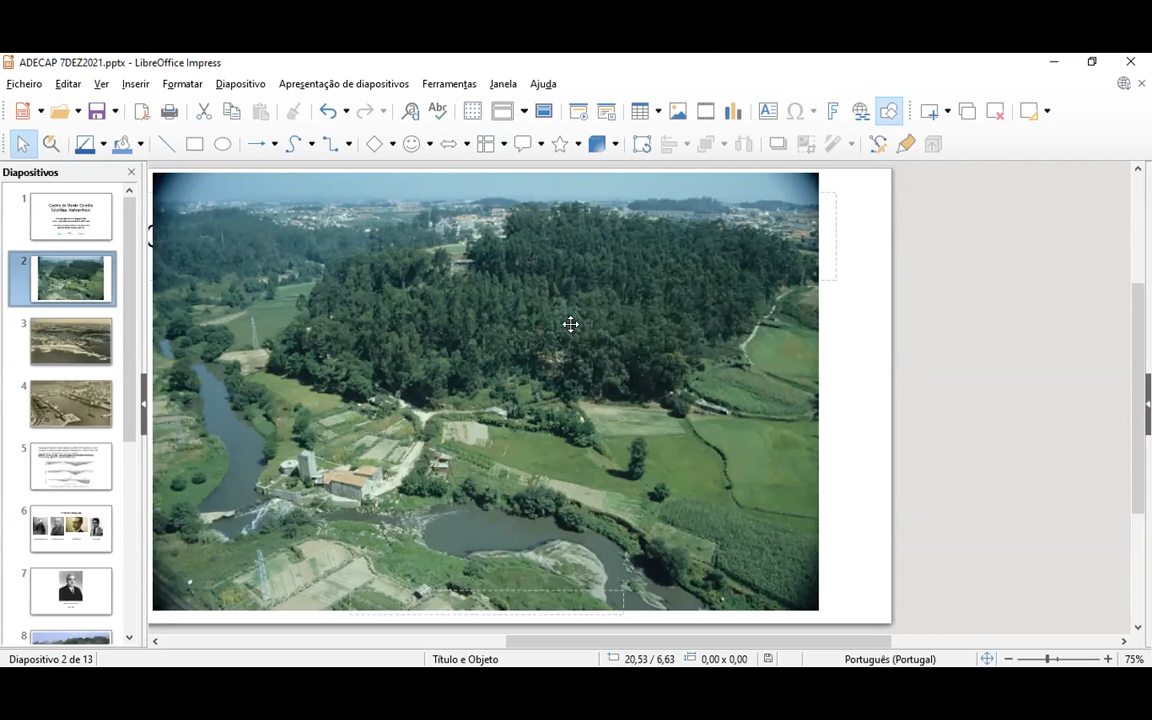 ADECAP 7DEZ2021.pptx - LibreOffice Impress
Ficheiro Editar Ver Inserir Formatar Diapositivo Apresentação de diapositivos Ferramentas Janela Ajuda
Diapositivos
1
2
3
4
5
6
7
8
Diapositivo 2 de 13
Título e Objeto
20,53 / 6,63
0,00 x 0,00
Português (Portugal)
75%